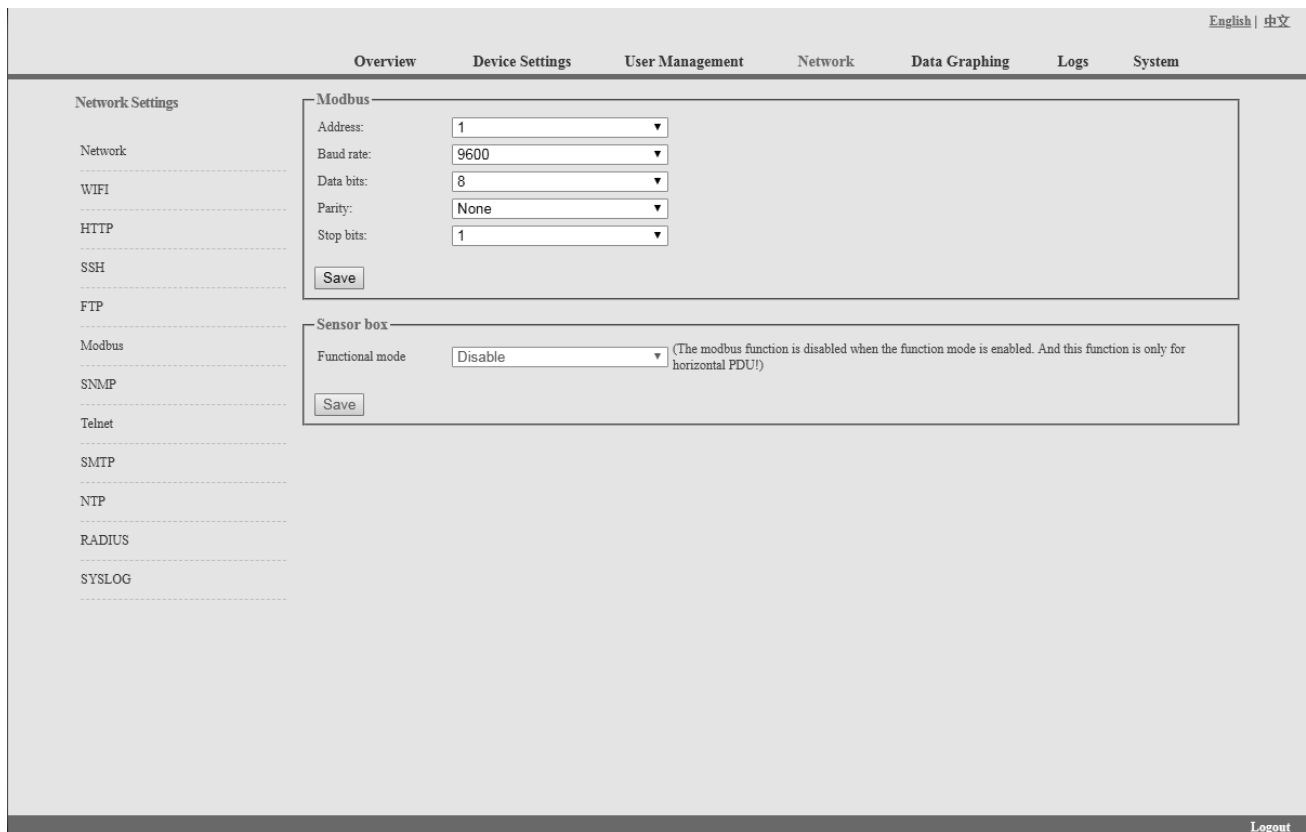 English | 中文
Overview Device Settings User Management Network Data Graphing Logs System
Network Settings
Network
WIFI
HTTP
SSH
FTP
Modbus
SNMP
Telnet
SMTP
NTP
RADIUS
SYSLOG
Modbus
Address: 1
Baud rate: 9600
Data bits: 8
Parity: None
Stop bits: 1
Save
Sensor box
Functional mode Disable (The modbus function is disabled when the function mode is enabled. And this function is only for
horizontal PDU!)
Save
Logout